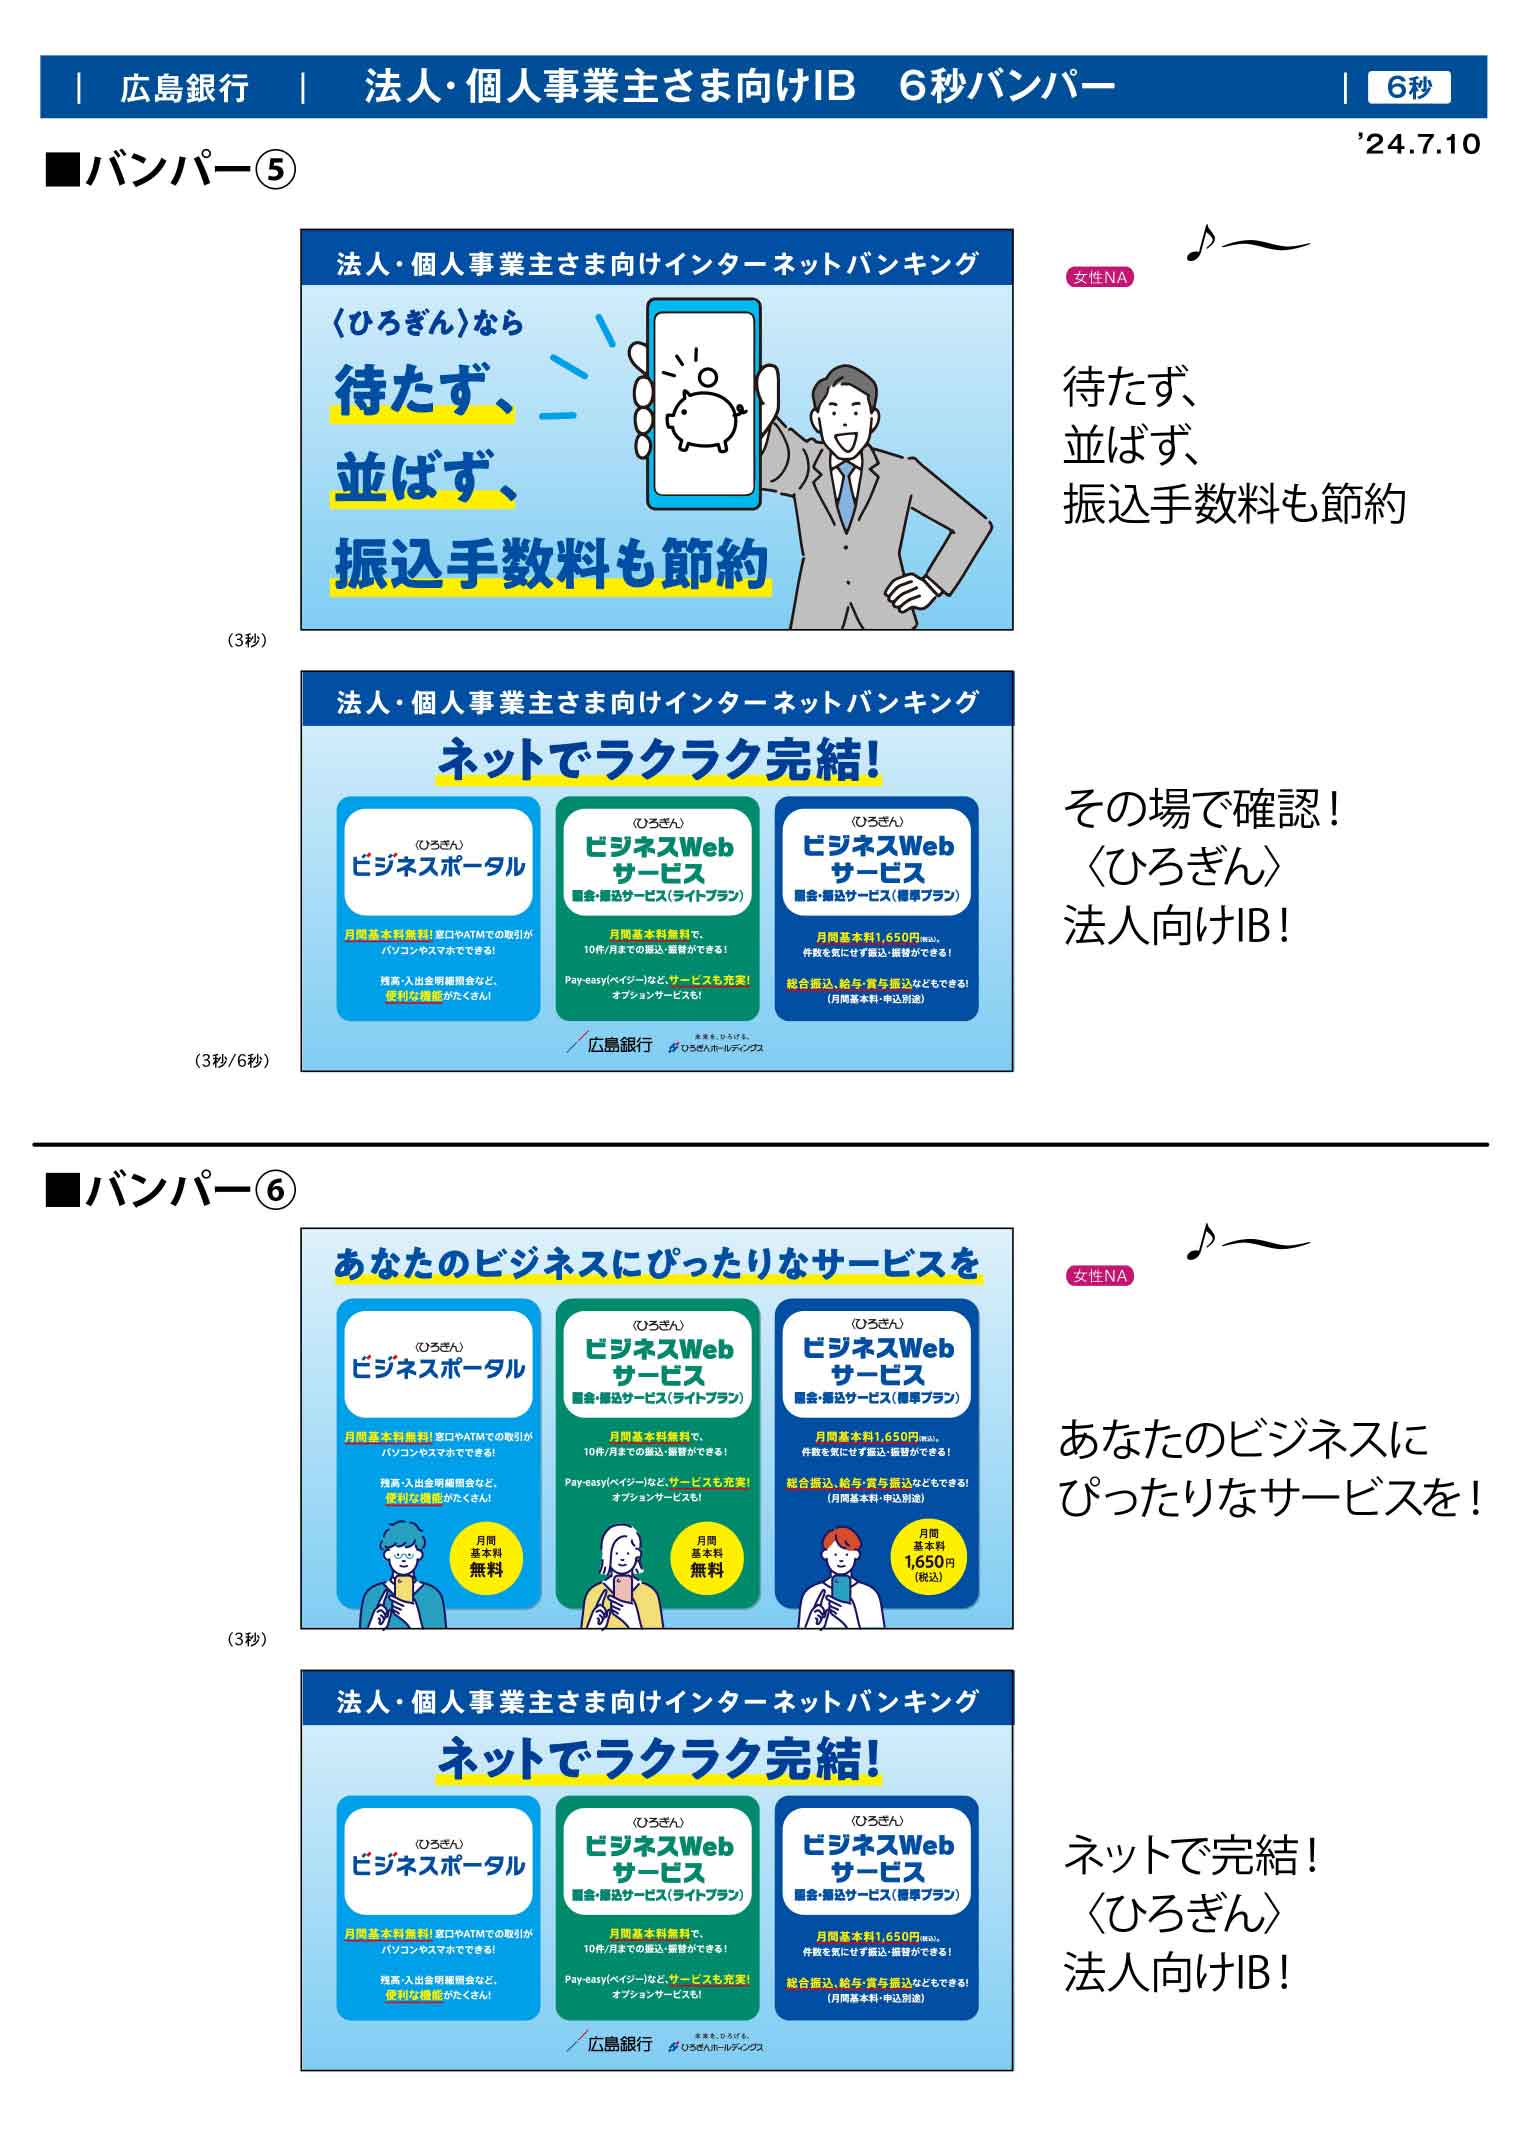 広島銀行 法人・個人事業主さま向けIB 6秒バンパー 6秒
’24.7.10
■バンパー⑤
法人・個人事業主さま向けインターネットバンキング
〈ひろぎん〉なら
待たず、
並ばず、
振込手数料も節約
(3秒)
♪〜
女性NA
待たず、
並ばず、
振込手数料も節約
法人・個人事業主さま向けインターネットバンキング
ネットでラクラク完結!
〈ひろぎん〉
ビジネスポータル
月間基本料無料!窓口やATMでの取引が
パソコンやスマホでできる!
残高・入出金明細照会など、
便利な機能がたくさん!
〈ひろぎん〉
ビジネスWeb
サービス
照会・振込サービス(ライトプラン)
月間基本料無料で、
10件/月までの振込・振替ができる!
Pay-easy(ペイジー)など、サービスも充実!
オプションサービスも!
〈ひろぎん〉
ビジネスWeb
サービス
照会・振込サービス(標準プラン)
月間基本料1,650円(税込)。
件数を気にせず振込・振替ができる!
総合振込、給与・賞与振込などもできる!
(月間基本料・申込別途)
広島銀行
未来を、ひろげる。
ひろぎんホールディングス
(3秒/6秒)
その場で確認!
〈ひろぎん〉
法人向けIB!
■バンパー⑥
あなたのビジネスにぴったりなサービスを
〈ひろぎん〉
ビジネスポータル
月間基本料無料!窓口やATMでの取引が
パソコンやスマホでできる!
残高・入出金明細照会など、
便利な機能がたくさん!
月間
基本料
無料
〈ひろぎん〉
ビジネスWeb
サービス
照会・振込サービス(ライトプラン)
月間基本料無料で、
10件/月までの振込・振替ができる!
Pay-easy(ペイジー)など、サービスも充実!
オプションサービスも!
月間
基本料
無料
〈ひろぎん〉
ビジネスWeb
サービス
照会・振込サービス(標準プラン)
月間基本料1,650円(税込)。
件数を気にせず振込・振替ができる!
総合振込、給与・賞与振込などもできる!
(月間基本料・申込別途)
月間
基本料
1,650円
(税込)
(3秒)
♪〜
女性NA
あなたのビジネスに
ぴったりなサービスを!
法人・個人事業主さま向けインターネットバンキング
ネットでラクラク完結!
〈ひろぎん〉
ビジネスポータル
月間基本料無料!窓口やATMでの取引が
パソコンやスマホでできる!
残高・入出金明細照会など、
便利な機能がたくさん!
〈ひろぎん〉
ビジネスWeb
サービス
照会・振込サービス(ライトプラン)
月間基本料無料で、
10件/月までの振込・振替ができる!
Pay-easy(ペイジー)など、サービスも充実!
オプションサービスも!
〈ひろぎん〉
ビジネスWeb
サービス
照会・振込サービス(標準プラン)
月間基本料1,650円(税込)。
件数を気にせず振込・振替ができる!
総合振込、給与・賞与振込などもできる!
(月間基本料・申込別途)
広島銀行
未来を、ひろげる。
ひろぎんホールディングス
ネットで完結!
〈ひろぎん〉
法人向けIB!